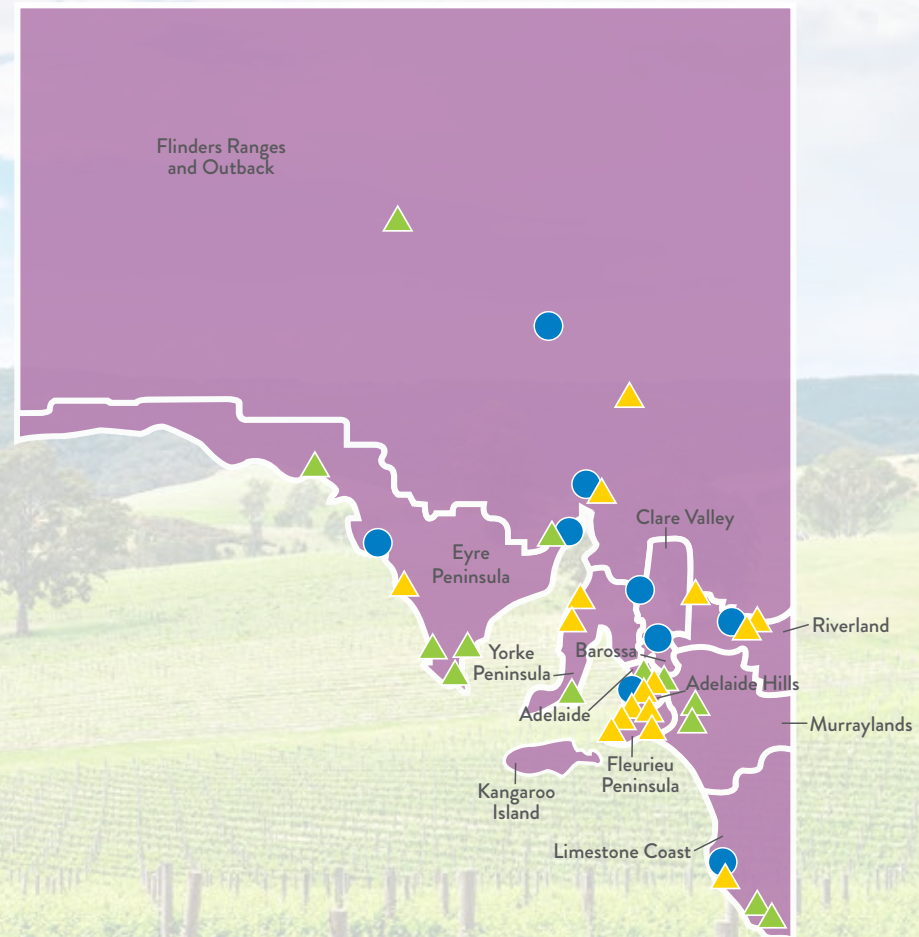 Flinders Ranges
and Outback
Clare Valley
Eyre
Peninsula
Riverland
Barossa
Yorke
Peninsula
Adelaide Hills
Adelaide
Murraylands
Fleurieu
Peninsula
Kangaroo
Island
Limestone Coast